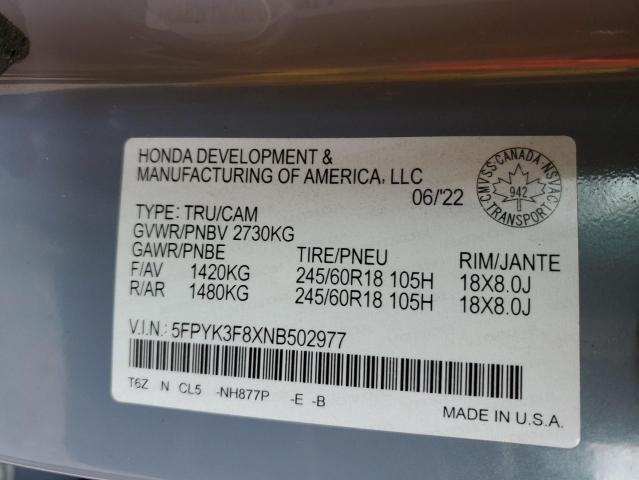 HONDA DEVELOPMENT &
MANUFACTURING OF AMERICA, LLC
06/'22
CMVSS·CANADA·NSVAC
942
TRANSPORT
TYPE: TRU/CAM
GVWR/PNBV 2730KG
GAWR/PNBE TIRE/PNEU RIM/JANTE
F/AV 1420KG 245/60R18 105H 18X8.0J
R/AR 1480KG 245/60R18 105H 18X8.0J
V.I.N.: 5FPYK3F8XNB502977
T6Z N CL5 -NH877P -E -B
MADE IN U.S.A.